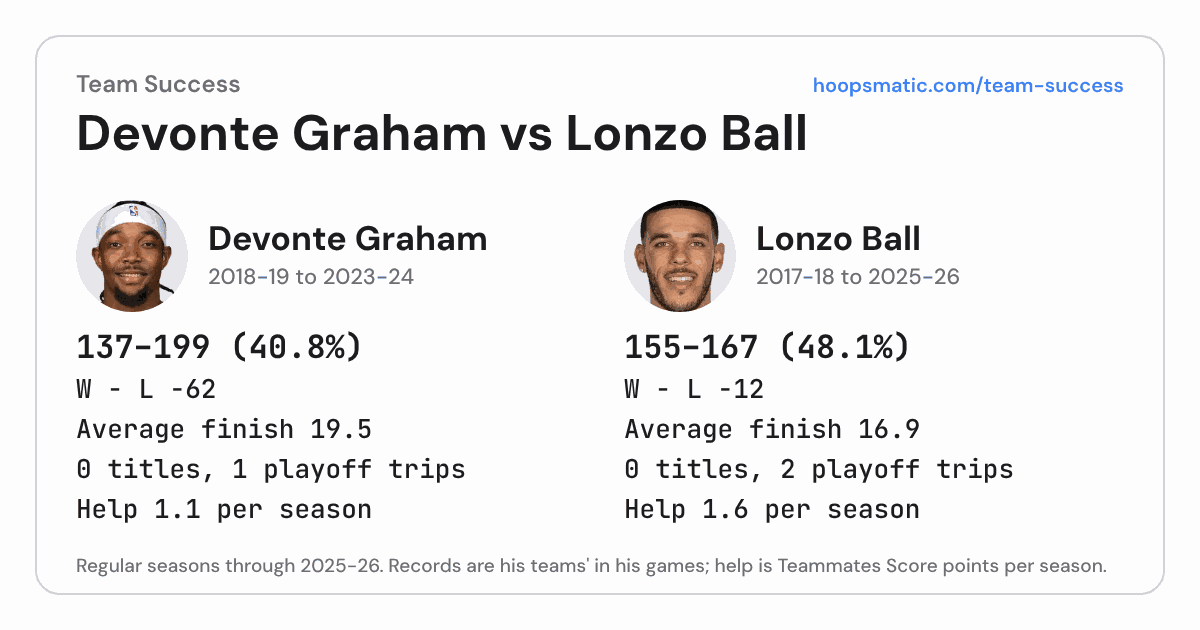 Team Success
hoopsmatic.com/team-success
Devonte Graham vs Lonzo Ball
Devonte Graham
2018-19 to 2023-24
137-199 (40.8%)
W - L -62
Average finish 19.5
0 titles, 1 playoff trips
Help 1.1 per season
Lonzo Ball
2017-18 to 2025-26
155-167 (48.1%)
W - L -12
Average finish 16.9
0 titles, 2 playoff trips
Help 1.6 per season
Regular seasons through 2025-26. Records are his teams' in his games; help is Teammates Score points per season.